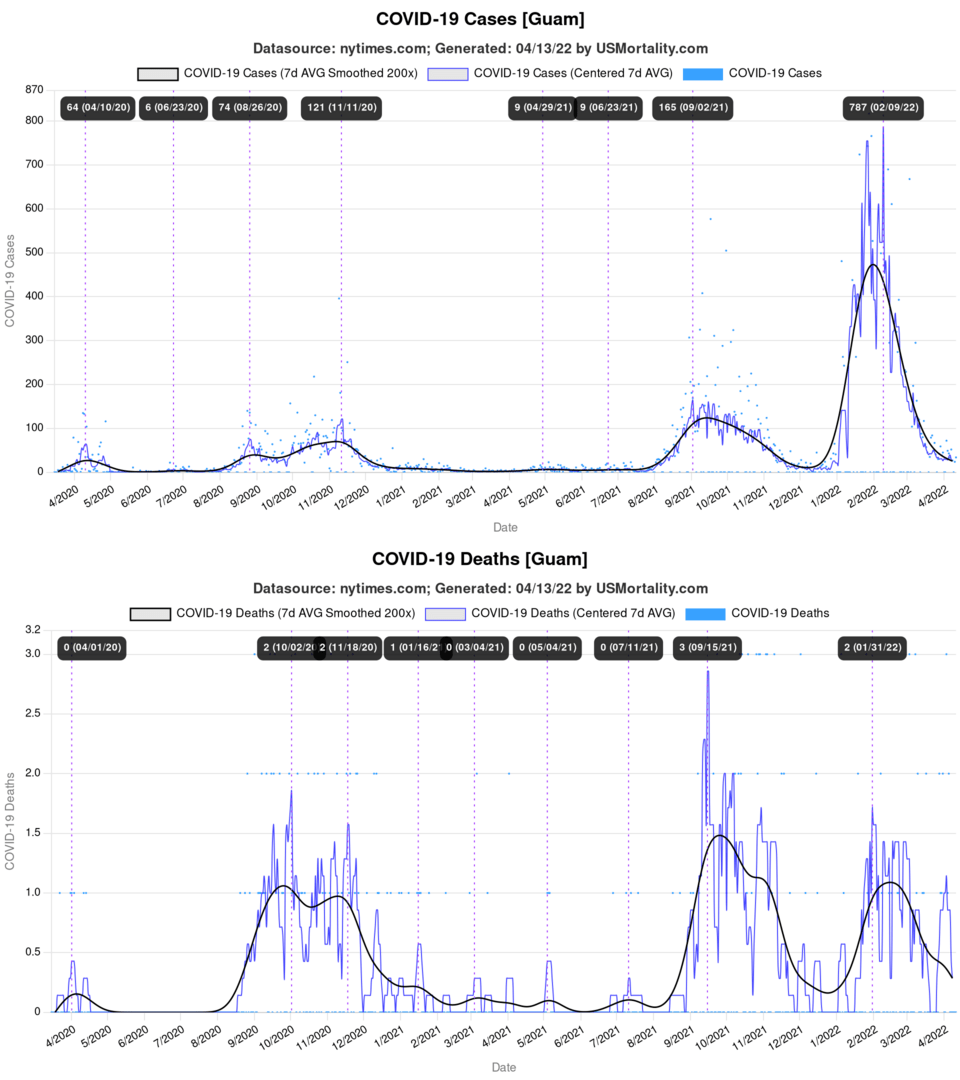 COVID-19 Cases [Guam]
Datasource: nytimes.com; Generated: 04/13/22 by USMortality.com
COVID-19 Cases (7d AVG Smoothed 200x) COVID-19 Cases (Centered 7d AVG) COVID-19 Cases
870
64 (04/10/20) 6 (06/23/20) 74 (08/26/20) 121 (11/11/20) 9 (04/29/21) 9 (06/23/21) 165 (09/02/21) 787 (02/09/22)
800
700
600
500
400
300
200
100
0
COVID-19 Cases
4/2020 5/2020 6/2020 7/2020 8/2020 9/2020 10/2020 11/2020 12/2020 1/2021 2/2021 3/2021 4/2021 5/2021 6/2021 7/2021 8/2021 9/2021 10/2021 11/2021 12/2021 1/2022 2/2022 3/2022 4/2022
Date
COVID-19 Deaths [Guam]
Datasource: nytimes.com; Generated: 04/13/22 by USMortality.com
COVID-19 Deaths (7d AVG Smoothed 200x) COVID-19 Deaths (Centered 7d AVG) COVID-19 Deaths
3.2
0 (04/01/20) 2 (10/02/20 2 (11/18/20) 1 (01/16/2 0 (03/04/21) 0 (05/04/21) 0 (07/11/21) 3 (09/15/21) 2 (01/31/22)
3.0
2.5
2.0
1.5
1.0
0.5
0
COVID-19 Deaths
4/2020 5/2020 6/2020 7/2020 8/2020 9/2020 10/2020 11/2020 12/2020 1/2021 2/2021 3/2021 4/2021 5/2021 6/2021 7/2021 8/2021 9/2021 10/2021 11/2021 12/2021 1/2022 2/2022 3/2022 4/2022
Date